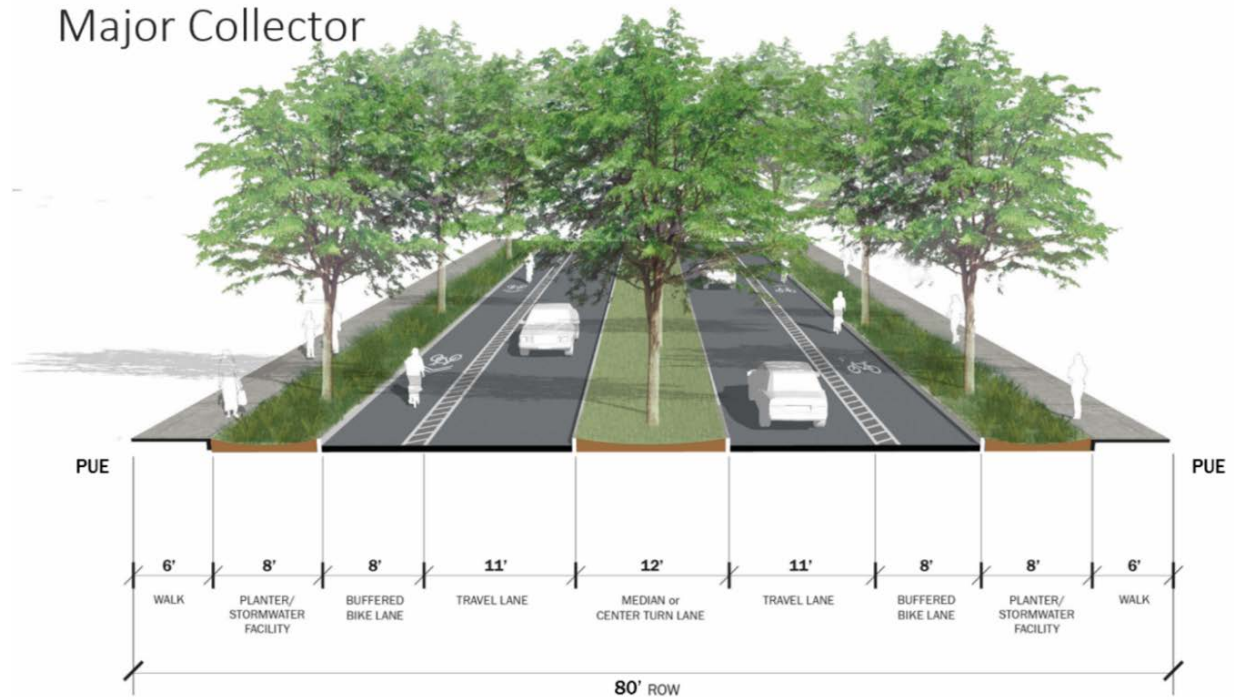 Major Collector
PUE
PUE
6'
8'
8'
11'
12'
11'
8'
8'
6'
WALK
PLANTER/
STORMWATER
FACILITY
BUFFERED
BIKE LANE
TRAVEL LANE
MEDIAN or
CENTER TURN LANE
TRAVEL LANE
BUFFERED
BIKE LANE
PLANTER/
STORMWATER
FACILITY
WALK
80' ROW